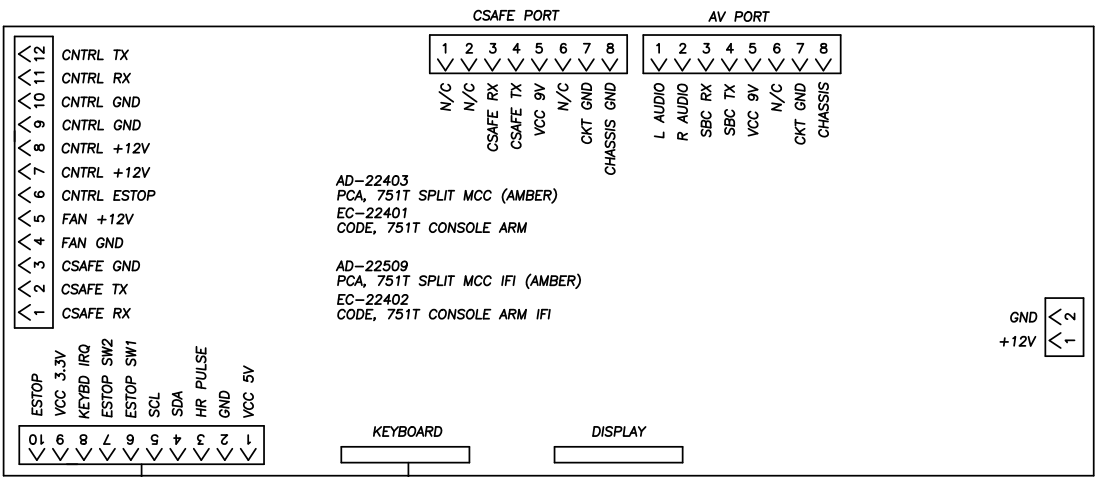 CSAFE PORT
AV PORT
1 2 3 4 5 6 7 8
1 2 3 4 5 6 7 8
N/C
N/C
CSAFE RX
CSAFE TX
VCC 9V
N/C
CKT GND
CHASSIS GND
L AUDIO
R AUDIO
SBC RX
SBC TX
VCC 9V
N/C
CKT GND
CHASSIS
12 CNTRL TX
11 CNTRL RX
10 CNTRL GND
9 CNTRL GND
8 CNTRL +12V
7 CNTRL +12V
6 CNTRL ESTOP
5 FAN +12V
4 FAN GND
3 CSAFE GND
2 CSAFE TX
1 CSAFE RX
AD-22403
PCA, 751T SPLIT MCC (AMBER)
EC-22401
CODE, 751T CONSOLE ARM
AD-22509
PCA, 751T SPLIT MCC IFI (AMBER)
EC-22402
CODE, 751T CONSOLE ARM IFI
GND 2
+12V 1
ESTOP
VCC 3.3V
KEYBD IRQ
ESTOP SW2
ESTOP SW1
SCL
SDA
HR PULSE
GND
VCC 5V
10 9 8 7 6 5 4 3 2 1
KEYBOARD
DISPLAY